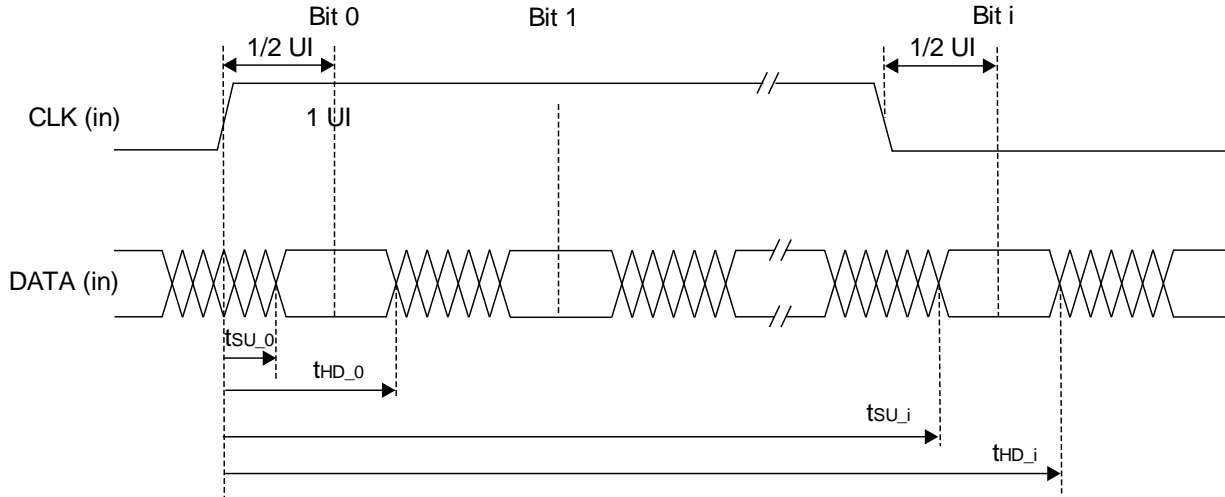 Bit 0 Bit 1 Bit i
1/2 UI 1/2 UI
CLK (in) 1 UI
DATA (in)
tSU_0
tHD_0
tSU_i
tHD_i